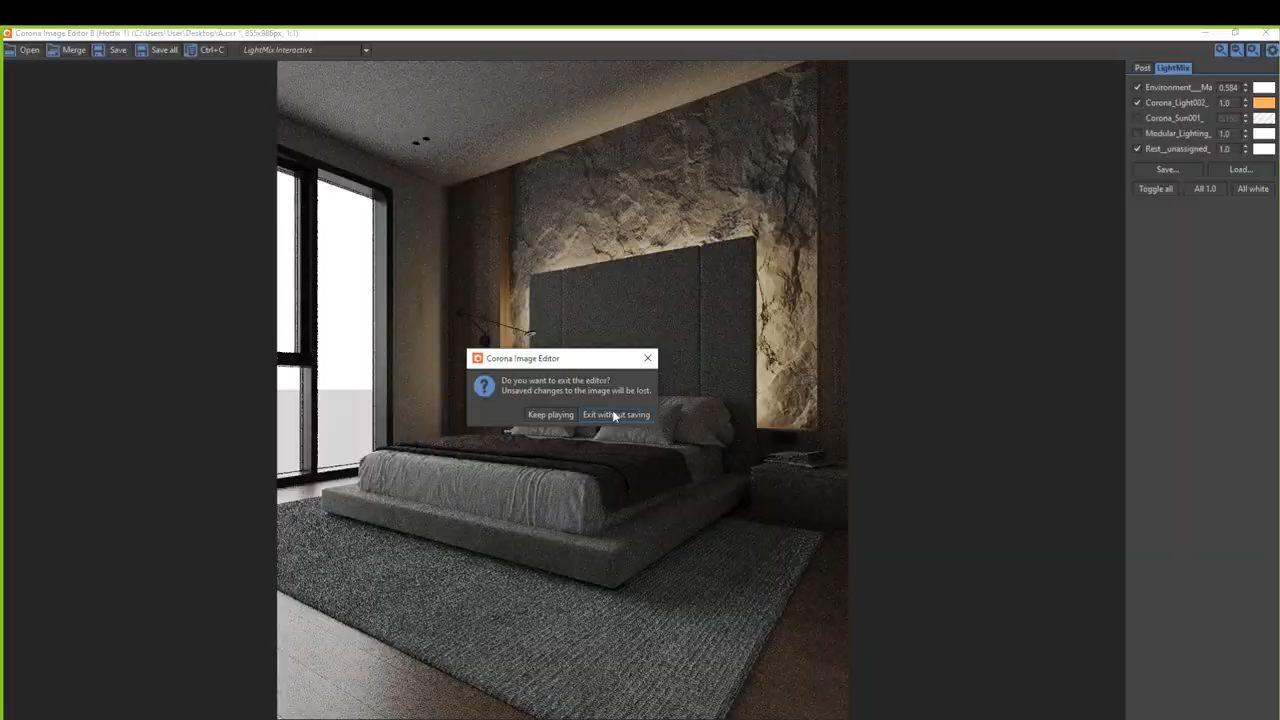 Corona Image Editor 8 (Hotfix 1) (C:\Users\User\Desktop\A.cxr *, 855x986px, 1:1)
Open Merge Save Save all Ctrl+C LightMix Interactive
Post LightMix
Environment__Ma 0.584
Corona_Light002_ 1.0
Corona_Sun001_
Modular_Lighting_ 1.0
Rest__unassigned_ 1.0
Save... Load...
Toggle all All 1.0 All white
Corona Image Editor
Do you want to exit the editor?
Unsaved changes to the image will be lost.
Keep playing Exit without saving